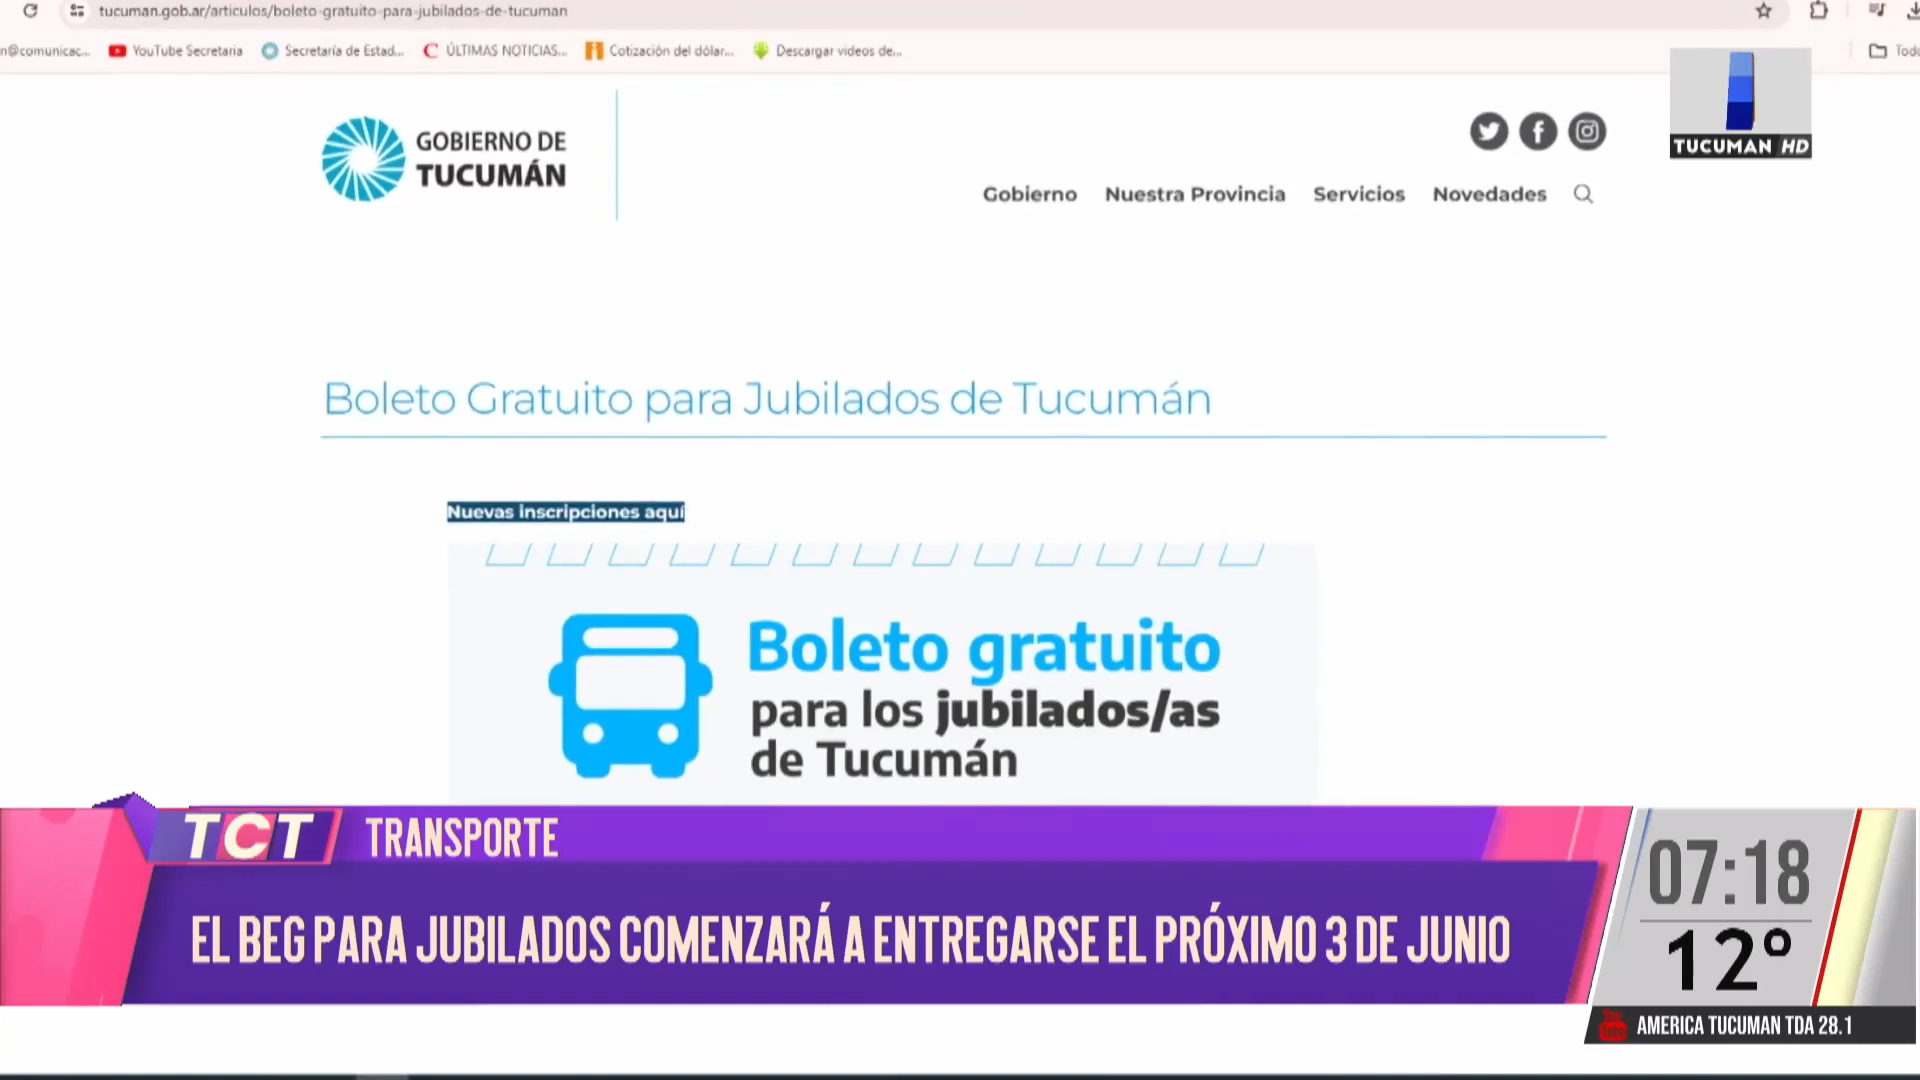 tucuman.gob.ar/articulos/boleto-gratuito-para-jubilados-de-tucuman
n@comunicac... YouTube Secretaria Secretaría de Estad... ÚLTIMAS NOTICIAS... Cotización del dólar... Descargar videos de... Todo
TUCUMAN HD
GOBIERNO DE
TUCUMÁN
Gobierno Nuestra Provincia Servicios Novedades
Boleto Gratuito para Jubilados de Tucumán
Nuevas inscripciones aquí
Boleto gratuito
para los jubilados/as
de Tucumán
TCT TRANSPORTE
EL BEG PARA JUBILADOS COMENZARÁ A ENTREGARSE EL PRÓXIMO 3 DE JUNIO
07:18
12°
AMERICA TUCUMAN TDA 28.1